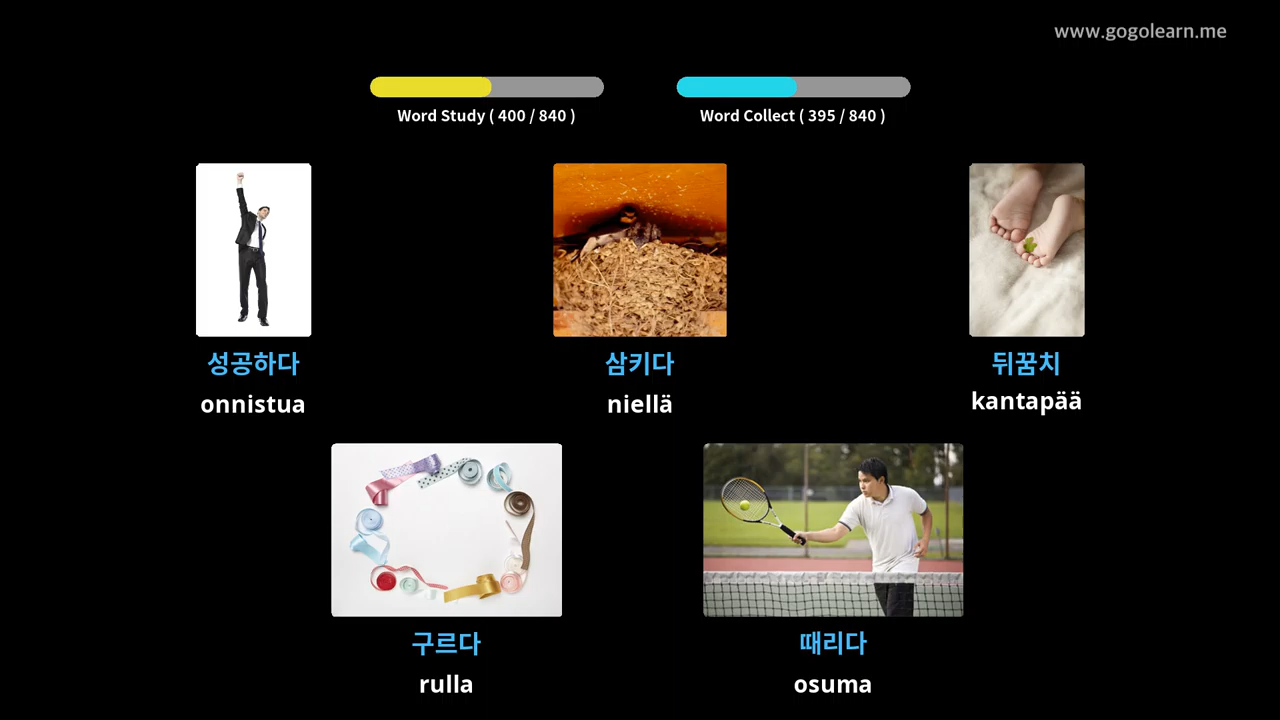 www.gogolearn.me
Word Study ( 400 / 840 )
Word Collect ( 395 / 840 )
성공하다
onnistua
삼키다
niellä
뒤꿈치
kantapää
구르다
rulla
때리다
osuma